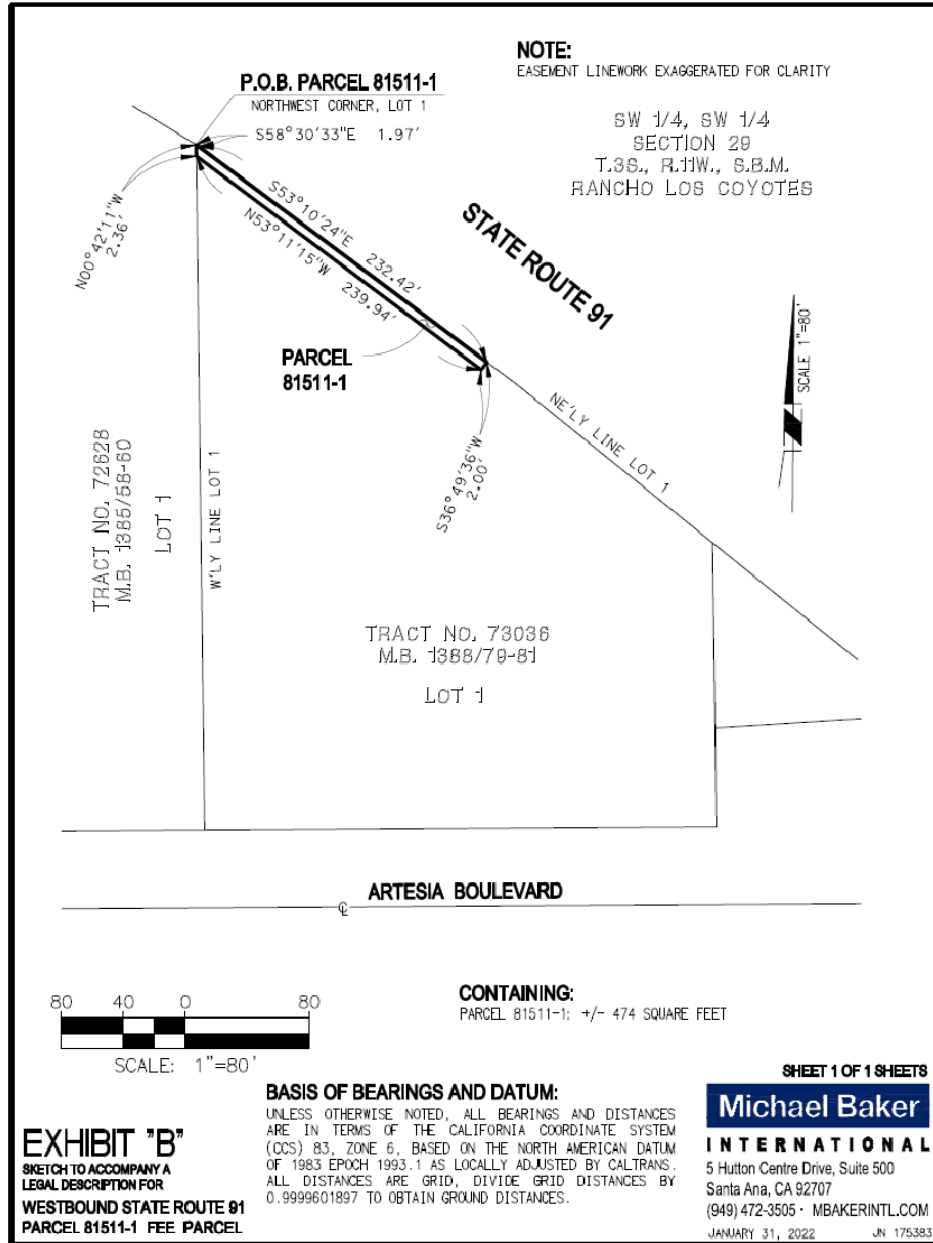 NOTE:
EASEMENT LINEWORK EXAGGERATED FOR CLARITY
P.O.B. PARCEL 81511-1
NORTHWEST CORNER, LOT 1
S58°30'33"E 1.97'
SW 1/4, SW 1/4
SECTION 29
T.3S., R.11W., S.B.M.
RANCHO LOS COYOTES
N00°42'11"W
2.36'
S53°10'24"E 232.42'
N53°11'15"W 239.94'
STATE ROUTE 91
PARCEL
81511-1
SCALE 1"=80'
NE'LY LINE LOT 1
S36°49'36"W
2.00'
TRACT NO. 72628
M.B. 1385/58-60
LOT 1
W'LY LINE LOT 1
TRACT NO. 73036
M.B. 1388/79-81
LOT 1
ARTESIA BOULEVARD
℄
80 40 0 80
SCALE: 1"=80'
CONTAINING:
PARCEL 81511-1: +/- 474 SQUARE FEET
BASIS OF BEARINGS AND DATUM:
UNLESS OTHERWISE NOTED, ALL BEARINGS AND DISTANCES
ARE IN TERMS OF THE CALIFORNIA COORDINATE SYSTEM
(CCS) 83, ZONE 6, BASED ON THE NORTH AMERICAN DATUM
OF 1983 EPOCH 1993.1 AS LOCALLY ADJUSTED BY CALTRANS.
ALL DISTANCES ARE GRID, DIVIDE GRID DISTANCES BY
0.9999601897 TO OBTAIN GROUND DISTANCES.
EXHIBIT "B"
SKETCH TO ACCOMPANY A
LEGAL DESCRIPTION FOR
WESTBOUND STATE ROUTE 91
PARCEL 81511-1 FEE PARCEL
SHEET 1 OF 1 SHEETS
Michael Baker
INTERNATIONAL
5 Hutton Centre Drive, Suite 500
Santa Ana, CA 92707
(949) 472-3505 · MBAKERINTL.COM
JANUARY 31, 2022 JN 175383